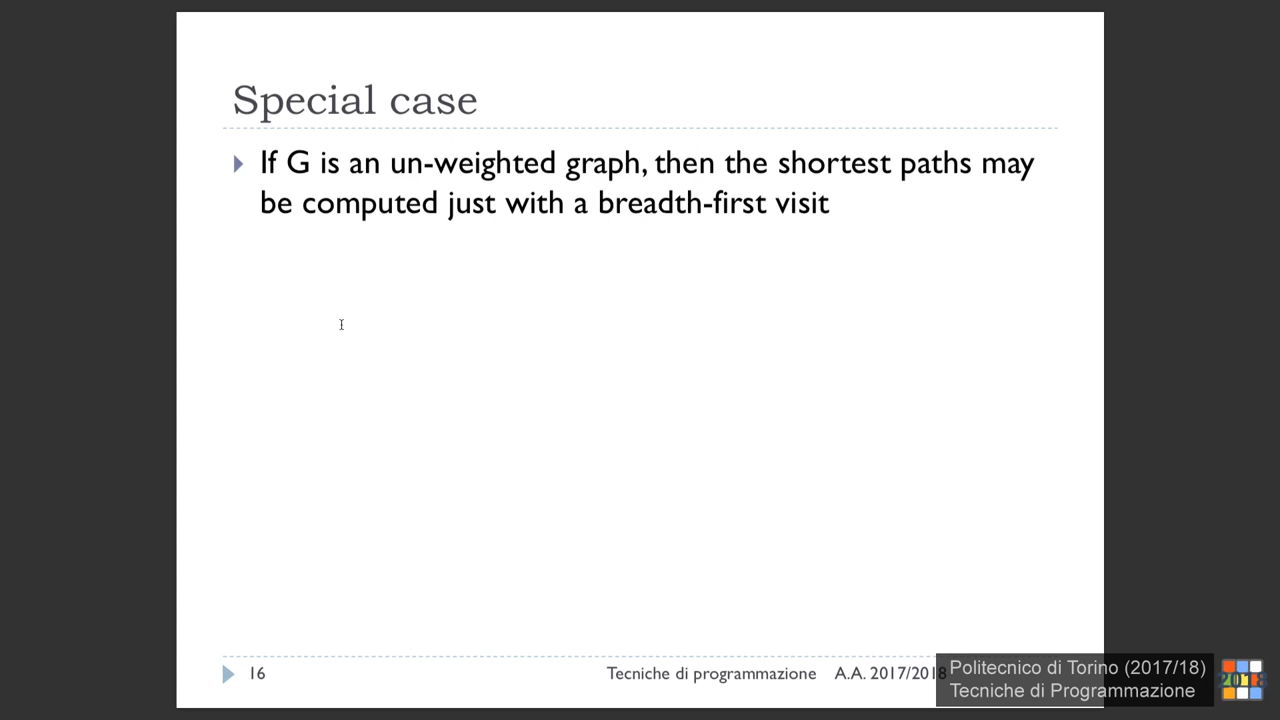 Special case
If G is an un-weighted graph, then the shortest paths may
be computed just with a breadth-first visit
16
Tecniche di programmazione A.A. 2017/2018
Politecnico di Torino (2017/18)
Tecniche di Programmazione
2018